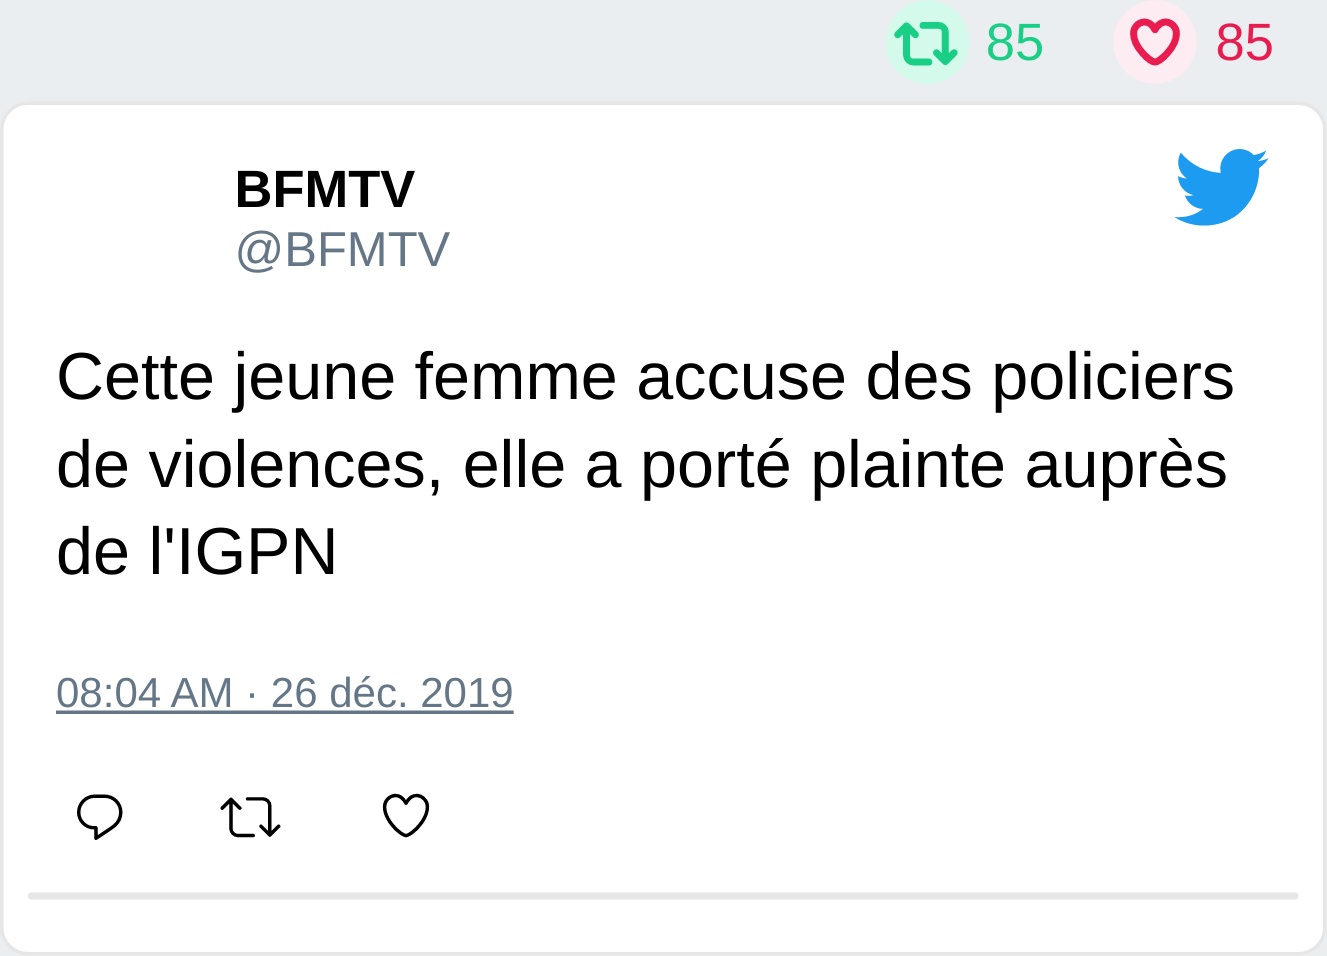 85 85
BFMTV
@BFMTV
Cette jeune femme accuse des policiers
de violences, elle a porté plainte auprès
de l'IGPN
08:04 AM · 26 déc. 2019